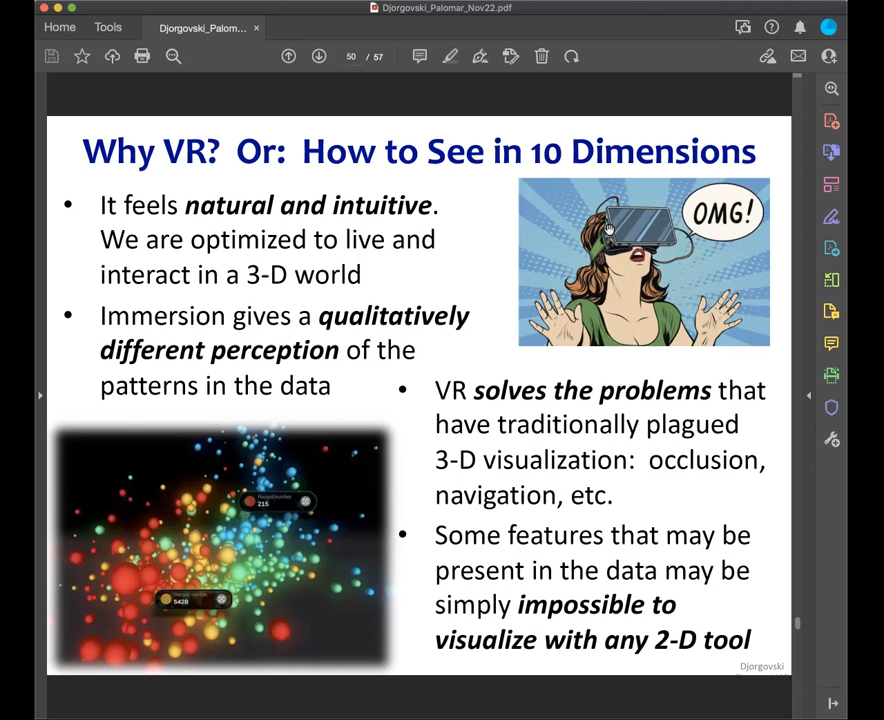 Djorgovski_Palomar_Nov22.pdf
Home Tools Djorgovski_Palom... ×
50 / 57
Why VR? Or: How to See in 10 Dimensions
• It feels natural and intuitive.
We are optimized to live and
interact in a 3-D world
• Immersion gives a qualitatively
different perception of the
patterns in the data
OMG!
• VR solves the problems that
have traditionally plagued
3-D visualization: occlusion,
navigation, etc.
• Some features that may be
present in the data may be
simply impossible to
visualize with any 2-D tool
215
5428
Djorgovski